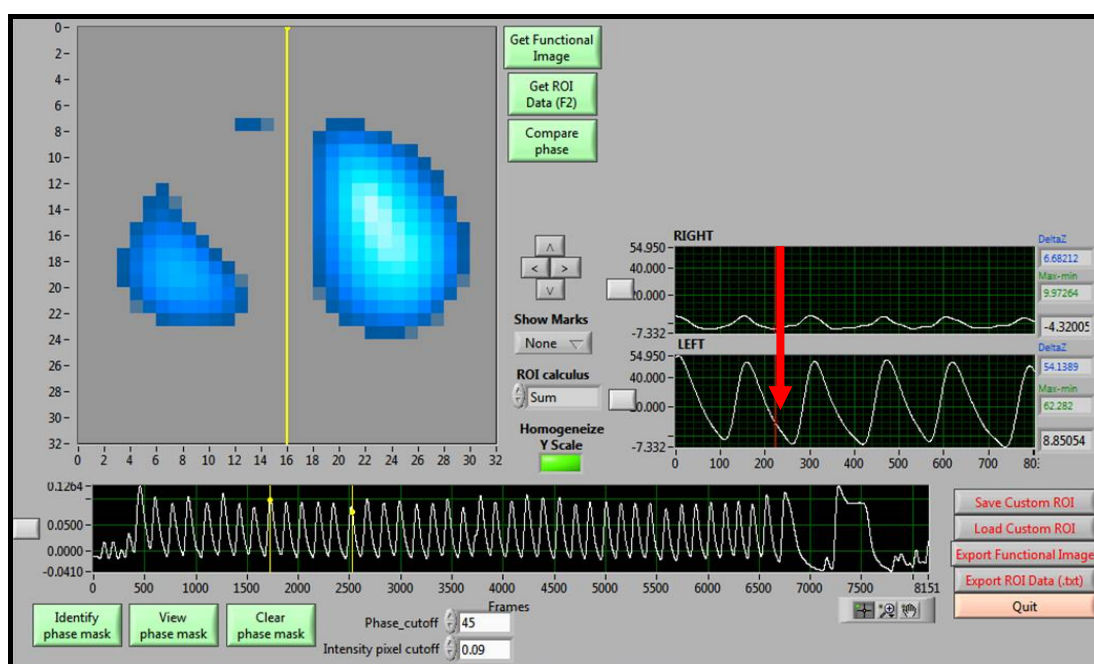 Get Functional
Image
Get ROI
Data (F2)
Compare
phase
0
2
4
6
8
10
12
14
16
18
20
22
24
26
28
30
32
0 2 4 6 8 10 12 14 16 18 20 22 24 26 28 30 32
Show Marks
None
ROI calculus
Sum
Homogeneize
Y Scale
RIGHT
54.950
40.000
20.000
-7.332
DeltaZ
6.68212
Max-min
9.97264
-4.32005
LEFT
54.950
40.000
20.000
-7.332
DeltaZ
54.1389
Max-min
62.282
8.85054
0 100 200 300 400 500 600 700
0.1264
0.0500
0.0000
-0.0410
0 500 1000 1500 2000 2500 3000 3500 4000 4500 5000 5500 6000 6500 7000 7500 8151
Frames
Save Custom ROI
Load Custom ROI
Export Functional Image
Export ROI Data (.txt)
Quit
Identify
phase mask
View
phase mask
Clear
phase mask
Phase_cutoff 45
Intensity pixel cutoff 0.09